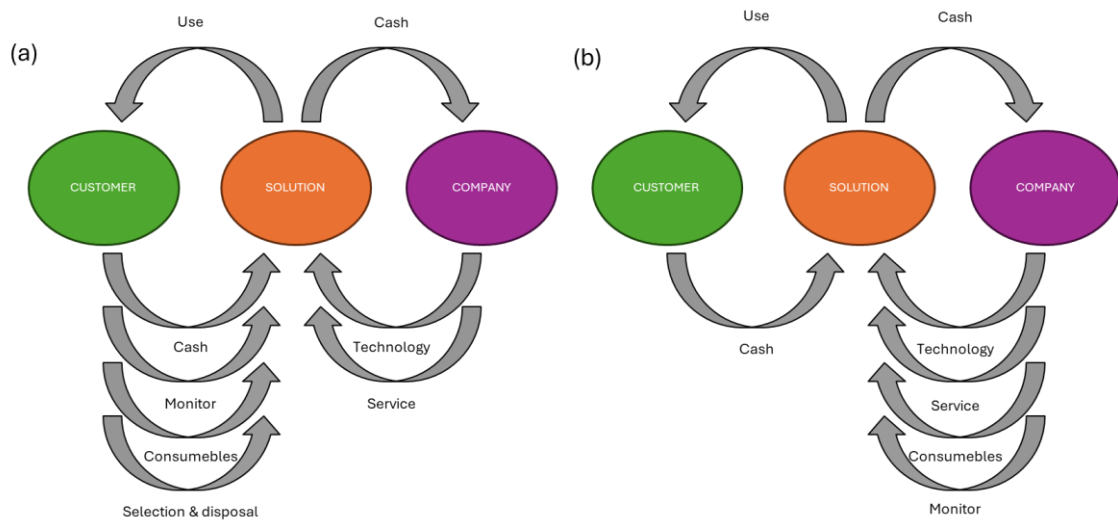 (a)
Use
Cash
CUSTOMER
SOLUTION
COMPANY
Cash
Technology
Monitor
Service
Consumebles
Selection & disposal
(b)
Use
Cash
CUSTOMER
SOLUTION
COMPANY
Cash
Technology
Service
Consumebles
Monitor